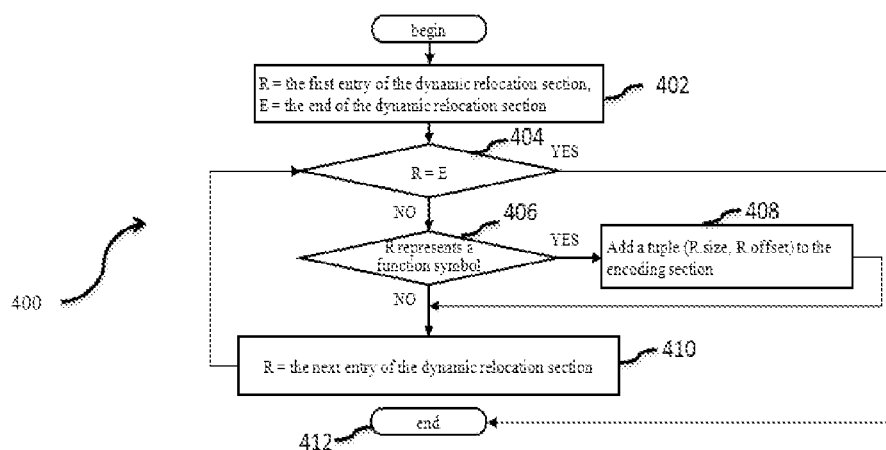 begin
R = the first entry of the dynamic relocation section,
E = the end of the dynamic relocation section
402
404
YES
R = E
NO
406
408
R represents a
function symbol
YES
Add a tuple (R.size, R.offset) to the
encoding section
400
NO
410
R = the next entry of the dynamic relocation section
end
412